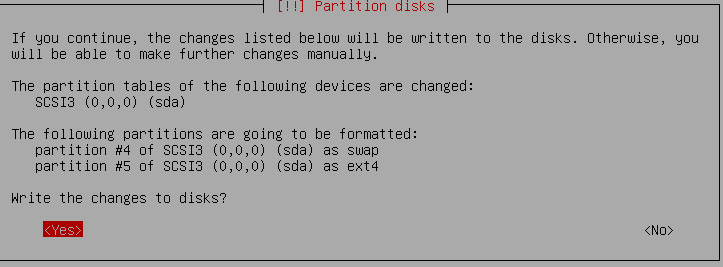 [!!] Partition disks
If you continue, the changes listed below will be written to the disks. Otherwise, you
will be able to make further changes manually.
The partition tables of the following devices are changed:
SCSI3 (0,0,0) (sda)
The following partitions are going to be formatted:
partition #4 of SCSI3 (0,0,0) (sda) as swap
partition #5 of SCSI3 (0,0,0) (sda) as ext4
Write the changes to disks?
<Yes> <No>